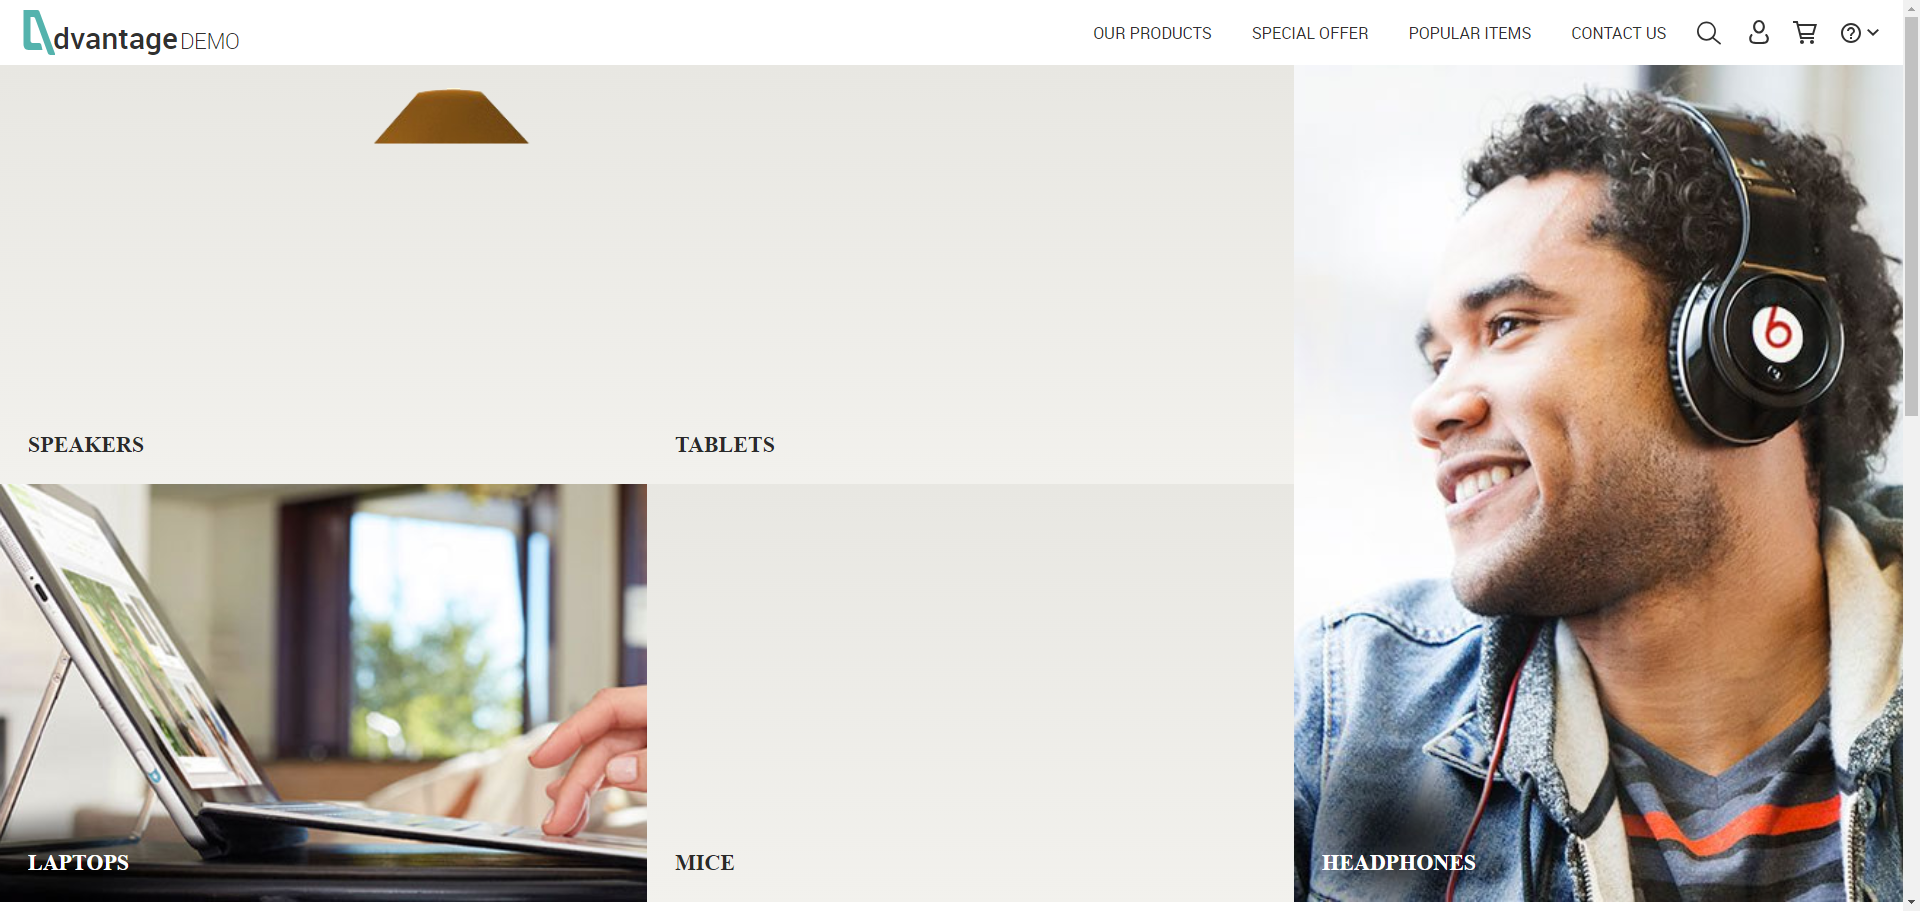 dvantage DEMO
OUR PRODUCTS SPECIAL OFFER POPULAR ITEMS CONTACT US
SPEAKERS
TABLETS
LAPTOPS
MICE
HEADPHONES